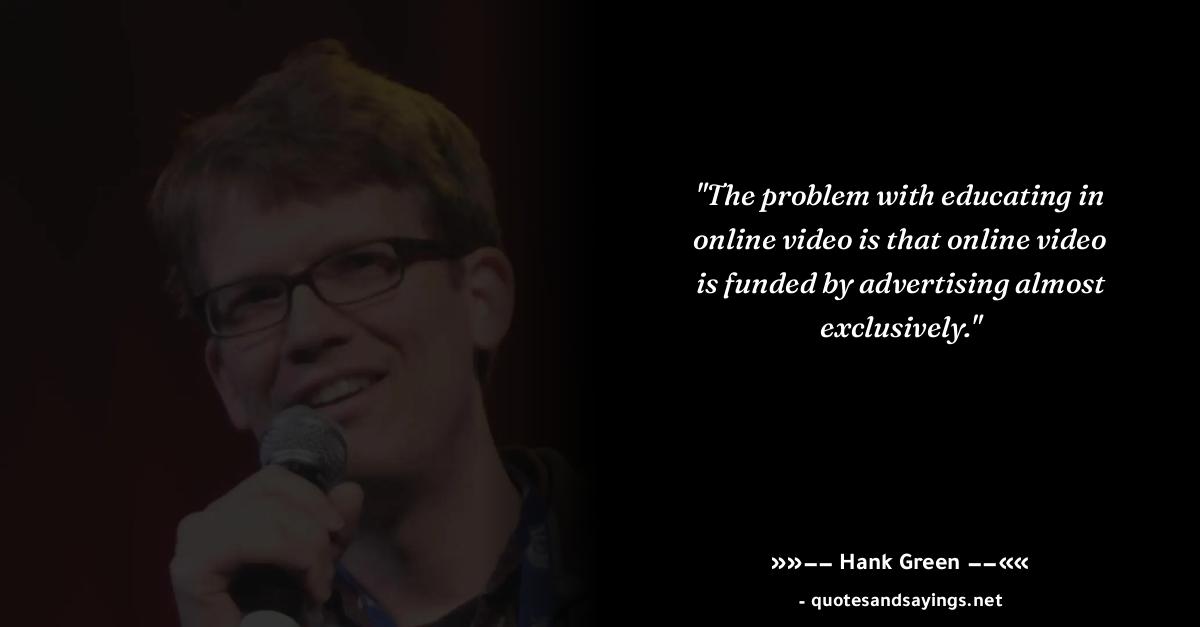 "The problem with educating in
online video is that online video
is funded by advertising almost
exclusively."
»»−− Hank Green −−««
- quotesandsayings.net